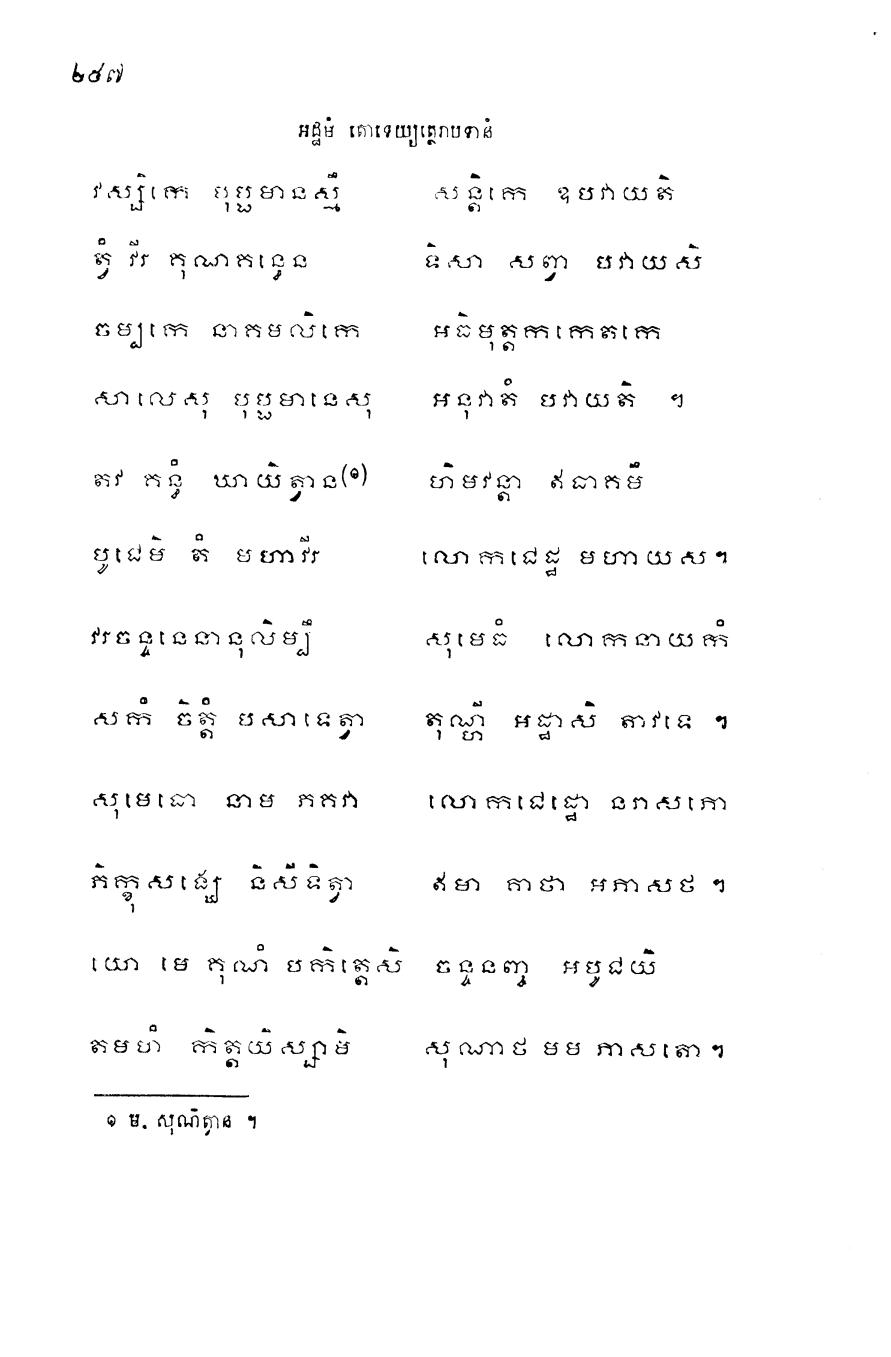 ២៤៧
អដ្ឋមំ តោទេយ្យត្ថេរាបទានំ
វស្សិកេ បុប្ផមានស្មឹ សន្តិកេ ឧបវាយតិ
ត្វំ វីរ គុណគន្ធេន ទិសា សព្វា បវាយសិ
ចម្បកេ នាគមលិកេ អធិមុត្តកកេតកេ
សាលេសុ បុប្ផមានេសុ អនុវាតំ បវាយតិ ។
តវ គន្ធំ ឃាយិត្វាន(១) ហិមវន្តា ឥធាគមឹ
បូជេមិ តំ មហាវីរ លោកជេដ្ឋ មហាយស។
វរចន្ទនេនានុលិម្បឹ សុមេធំ លោកនាយកំ
សកំ ចិត្តំ បសាទេត្វា តុណ្ហី អដ្ឋាសិ តាវទេ ។
សុមេធោ នាម ភគវា លោកជេដ្ឋោ នរាសភោ
ភិក្ខុសង្ឃេ និសីទិត្វា ឥមា គាថា អភាសថ ។
យោ មេ គុណំ បកិត្តេសិ ចន្ទនញ្ច អបូជយិ
តមហំ កិត្តយិស្សាមិ សុណាថ មម ភាសតោ។
១ ម. សុណិត្វាន ។